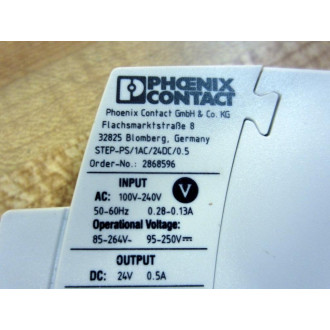 PHOENIX
CONTACT
Phoenix Contact GmbH & Co. KG
Flachsmarktstraße 8
32825 Blomberg, Germany
STEP-PS/1AC/24DC/0.5
Order-No.: 2868596
INPUT
V
AC: 100V-240V
50-60Hz 0.28-0.13A
Operational Voltage:
85-264V~ 95-250V⎓
OUTPUT
DC: 24V 0.5A